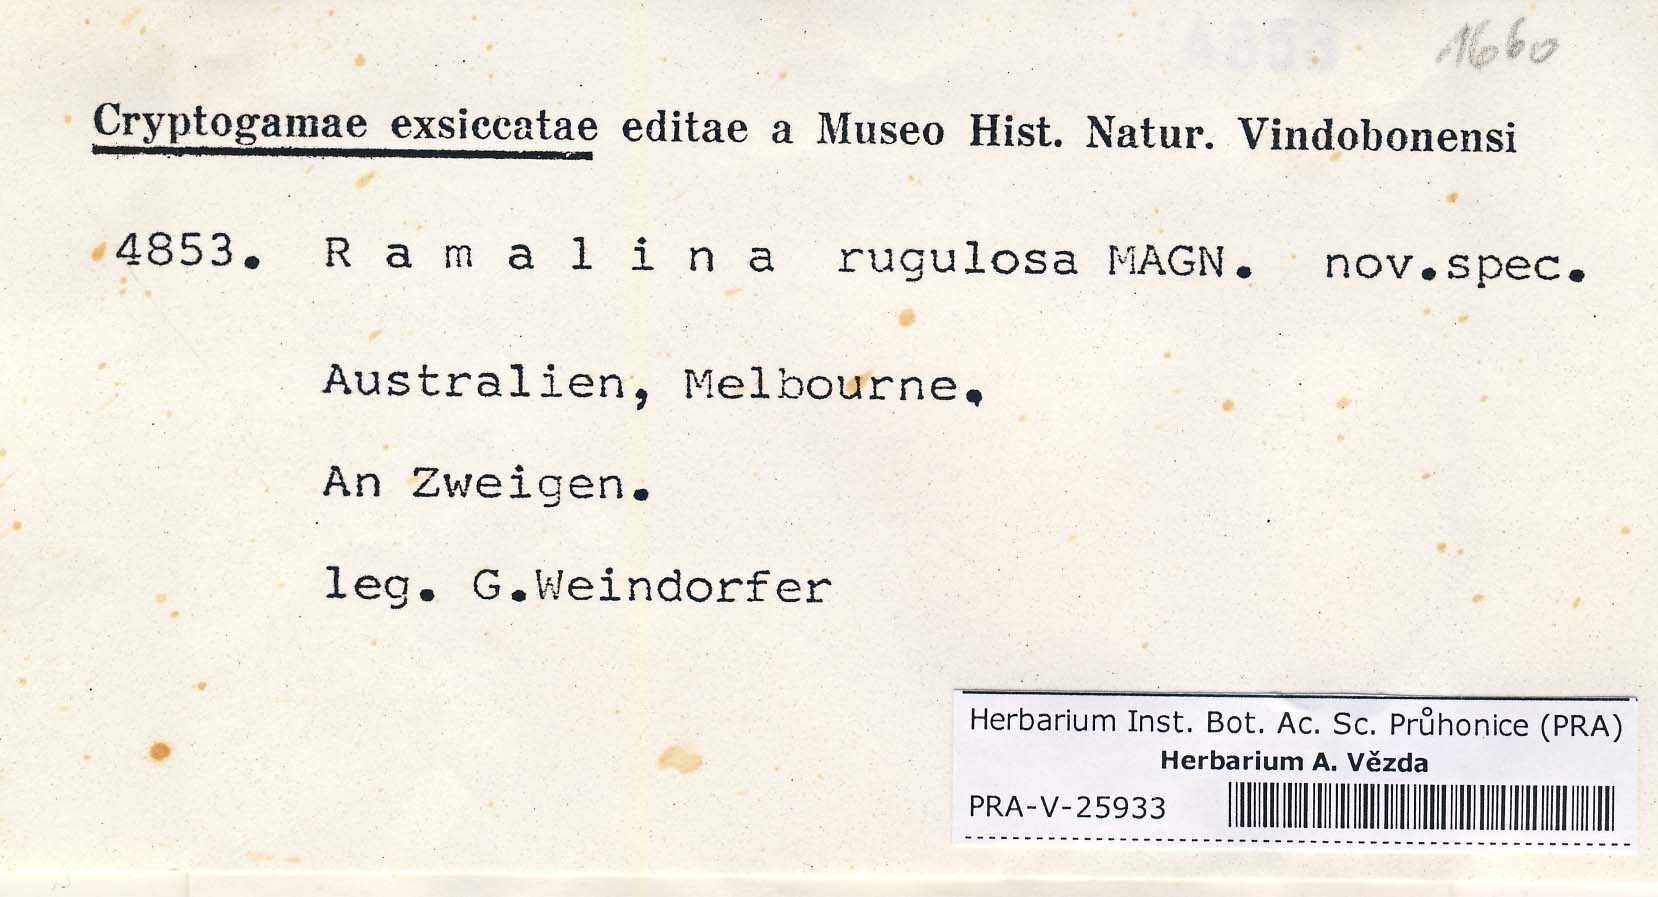 1660
Cryptogamae exsiccatae editae a Museo Hist. Natur. Vindobonensi
4853. Ramalina rugulosa MAGN. nov.spec.
Australien, Melbourne.
An Zweigen.
leg. G.Weindorfer
Herbarium Inst. Bot. Ac. Sc. Průhonice (PRA)
Herbarium A. Vězda
PRA-V-25933